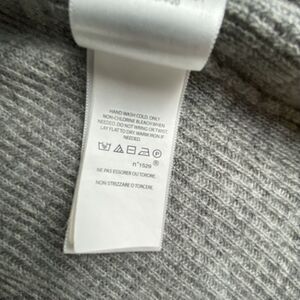 HAND WASH COLD. ONLY
NON-CHLORINE BLEACH WHEN
NEEDED. DO NOT WRING OR TWIST.
LAY FLAT TO DRY. WARM IRON IF
NEEDED.
n°1529
NE PAS ESSORER OU TORDRE.
NON STRIZZARE O TORCERE.